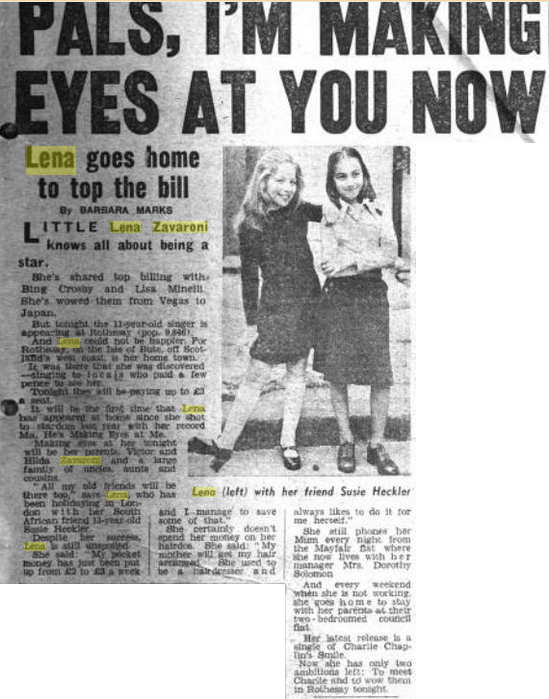 PALS, I'M MAKING
EYES AT YOU NOW
Lena goes home
to top the bill
By BARBARA MARKS
LITTLE Lena Zavaroni
knows all about being a
star.
She's shared top billing with
Bing Crosby and Lisa Minelli.
She's wowed them from Vegas to
Japan.
But tonight the 11-year-old singer is
appearing at Rothesay (pop. 9,846).
And Lena could not be happier. For
Rothesay, on the Isle of Bute, off Scot-
land's west coast, is her home town.
It was there that she was discovered
—singing to locals who paid a few
pence to see her.
Tonight they will be paying up to £3
a seat.
It will be the first time that Lena
has appeared at home since she shot
to stardom last year with her record
Ma, He's Making Eyes at Me.
Making eyes at her tonight
will be her parents, Victor and
Hilda Zavaroni and a large
family of uncles, aunts and
cousins.
"All my old friends will be
there too," says Lena, who has
been holidaying in Lon-
don with her South
African friend 13-year-old
Susie Heckler.
Despite her success,
Lena is still unspoiled.
She said: "My pocket
money has just been put
up from £2 to £3 a week
Lena (left) with her friend Susie Heckler
and I manage to save
some of that."
She certainly doesn't
spend her money on her
hairdos. She said: "My
mother will get my hair
arranged. She used to
be a hairdresser and
always likes to do it for
me herself."
She still phones her
Mum every night from
the Mayfair flat where
she now lives with her
manager Mrs. Dorothy
Solomon
And every weekend
when she is not working,
she goes home to stay
with her parents at their
two-bedroomed council
flat.
Her latest release is a
single of Charlie Chap-
lin's Smile.
Now she has only two
ambitions left: To meet
Charlie and to wow them
in Rothesay tonight.